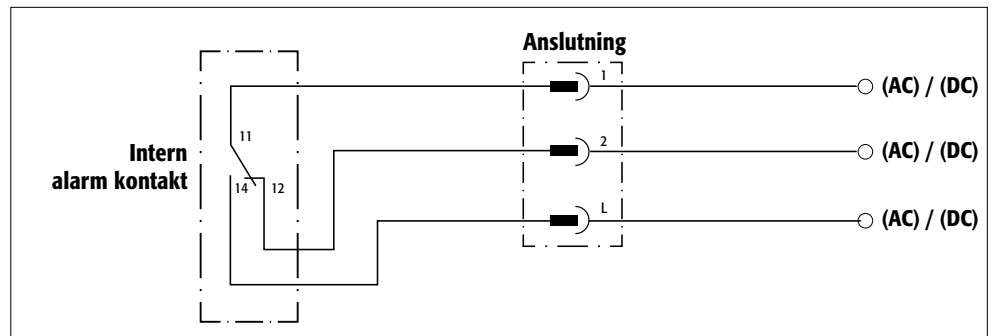 Anslutning
1
(AC) / (DC)
11
Intern
alarm kontakt
2
(AC) / (DC)
14
12
L
(AC) / (DC)